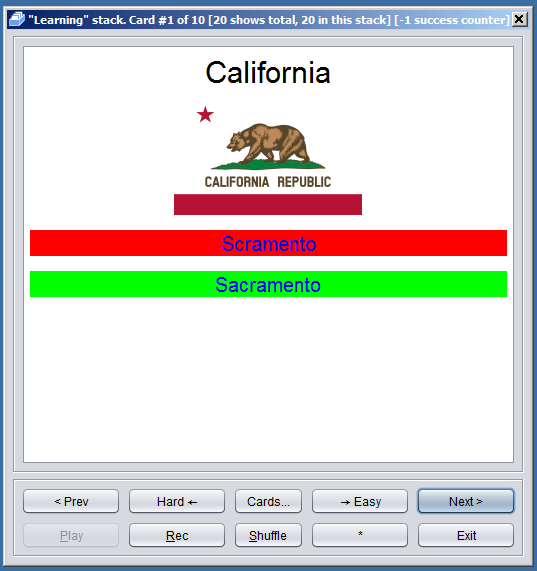 "Learning" stack. Card #1 of 10 [20 shows total, 20 in this stack] [-1 success counter]
California
CALIFORNIA REPUBLIC
Scramento
Sacramento
< Prev Hard ← Cards... → Easy Next >
Play Rec Shuffle * Exit